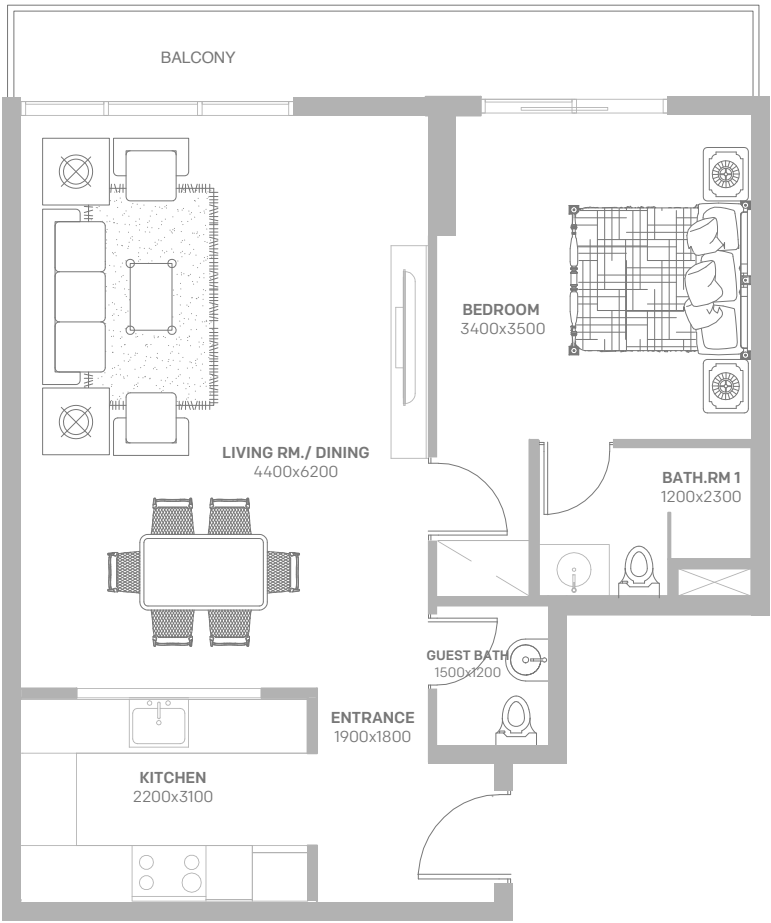 BALCONY
BEDROOM
3400x3500
LIVING RM./ DINING
4400x6200
BATH.RM 1
1200x2300
GUEST BATH
1500x1200
ENTRANCE
1900x1800
KITCHEN
2200x3100